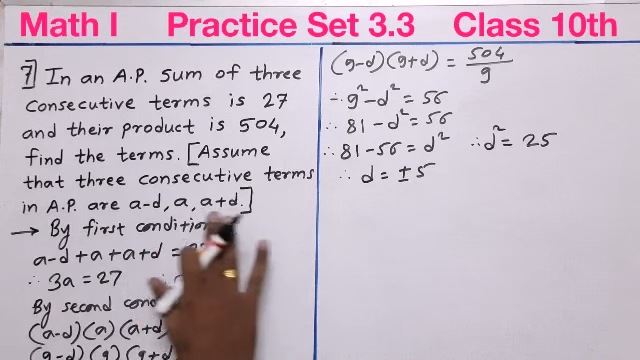 Math I Practice Set 3.3 Class 10th
7] In an A.P. sum of three
consecutive terms is 27
and their product is 504,
find the terms. [Assume
that three consecutive terms
in A.P. are a-d, a, a+d.]
→ By first condition
a-d + a + a+d =
∴ 3a = 27
By second
(a-d)(a)(a+d)
(9-d)(9)(9+d)
(9-d)(9+d) = 504/9
∴ 9² - d² = 56
∴ 81 - d² = 56
∴ 81 - 56 = d² ∴ d² = 25
∴ d = ±5